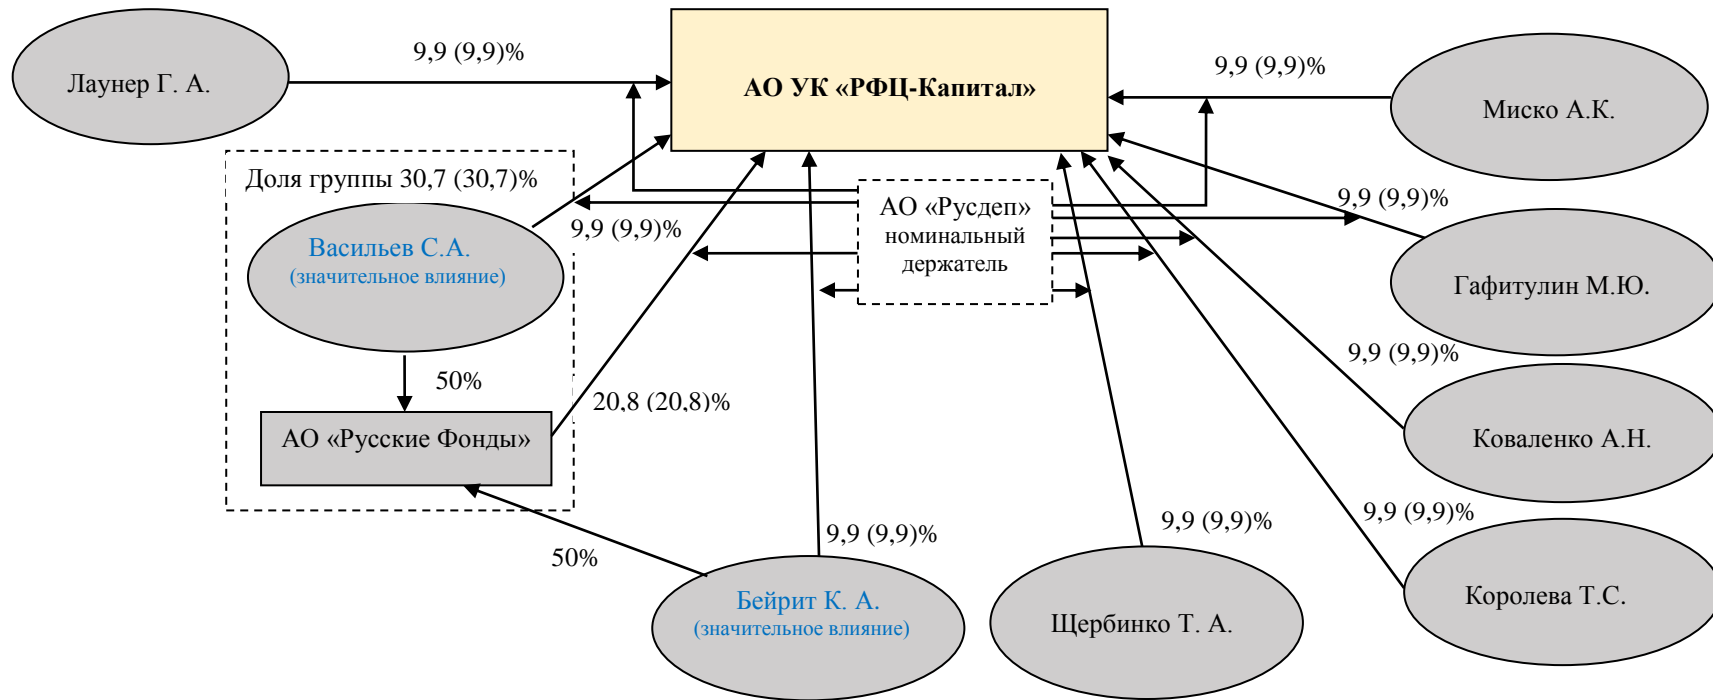 9,9 (9,9)%
Лаунер Г. А.
АО УК «РФЦ-Капитал»
9,9 (9,9)%
Миско А.К.
Доля группы 30,7 (30,7)%
Васильев С.А.
(значительное влияние)
9,9 (9,9)%
АО «Русдеп»
номинальный
держатель
9,9 (9,9)%
Гафитулин М.Ю.
50%
20,8 (20,8)%
9,9 (9,9)%
АО «Русские Фонды»
Коваленко А.Н.
50%
9,9 (9,9)%
9,9 (9,9)%
9,9 (9,9)%
Бейрит К. А.
(значительное влияние)
Щербинко Т. А.
Королева Т.С.